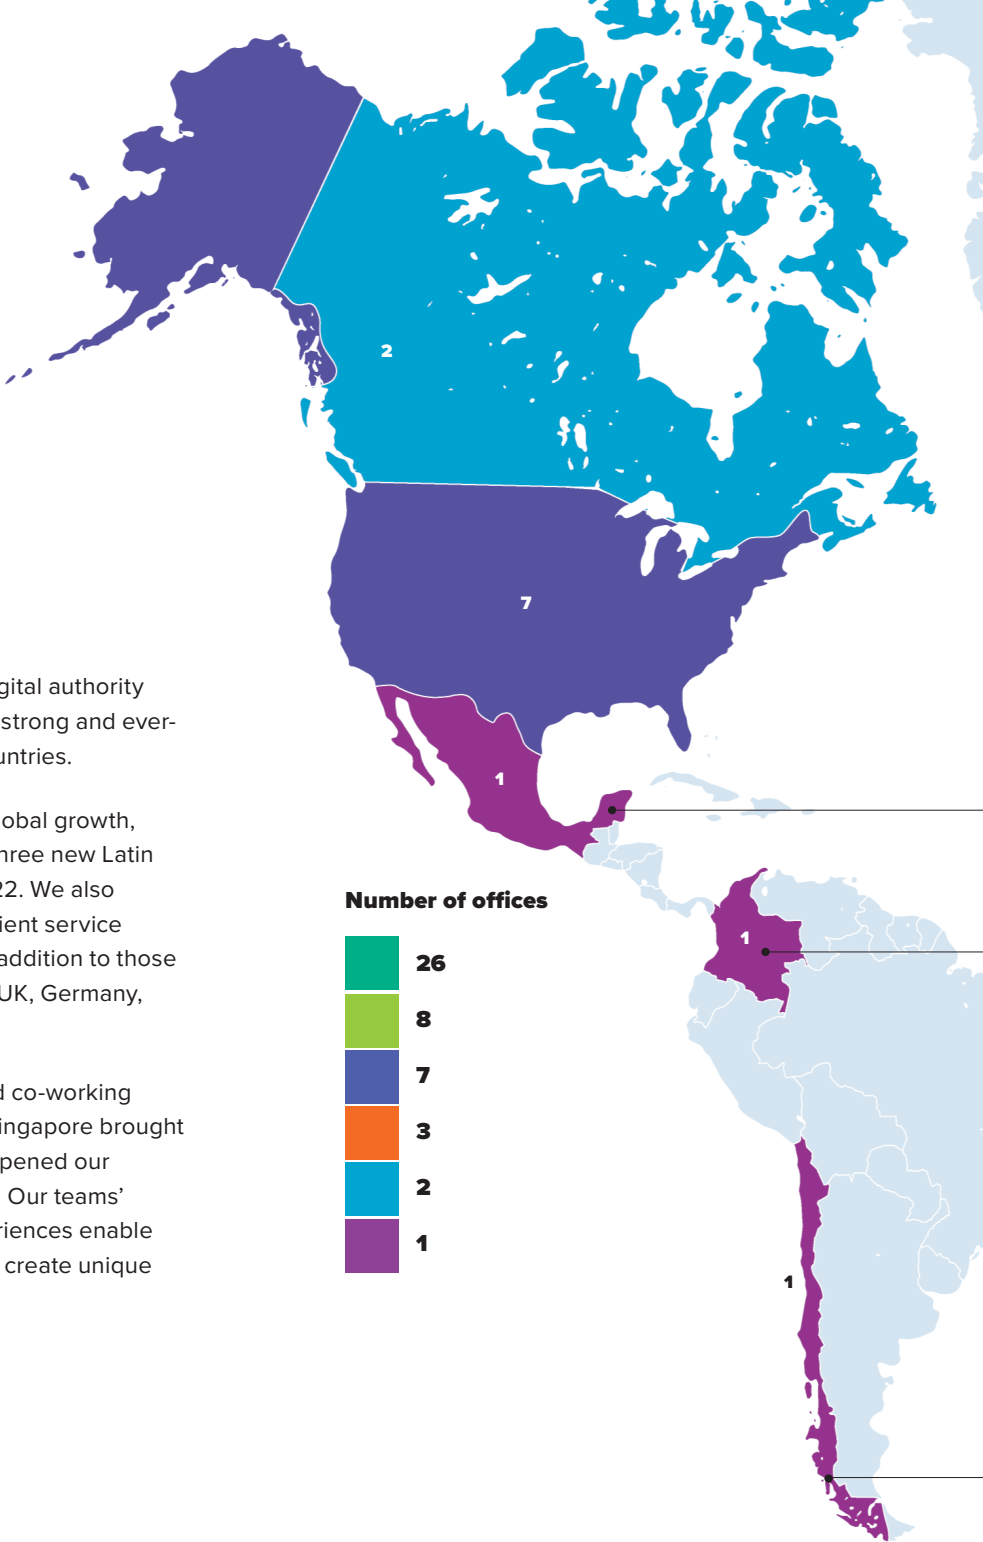 2
7
1
1
1
gital authority
strong and ever-
untries.
lobal growth,
hree new Latin
22. We also
ient service
addition to those
UK, Germany,
d co-working
ingapore brought
pened our
Our teams’
riences enable
create unique
Number of offices
26
8
7
3
2
1